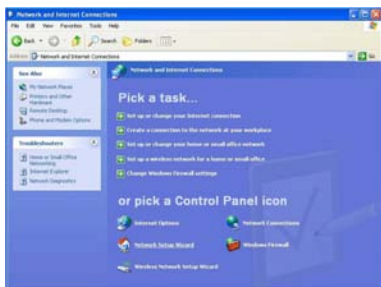 Network and Internet Connections
File Edit View Favorites Tools Help
Back Search Folders
Address Network and Internet Connections Go
See Also
My Network Places
Printers and Other
Hardware
Remote Desktop
Phone and Modem Options
Troubleshooters
Home or Small Office
Networking
Internet Explorer
Network Diagnostics
Network and Internet Connections
Pick a task...
Set up or change your Internet connection
Create a connection to the network at your workplace
Set up or change your home or small office network
Set up a wireless network for a home or small office
Change Windows Firewall settings
or pick a Control Panel icon
Internet Options
Network Connections
Network Setup Wizard
Windows Firewall
Wireless Network Setup Wizard